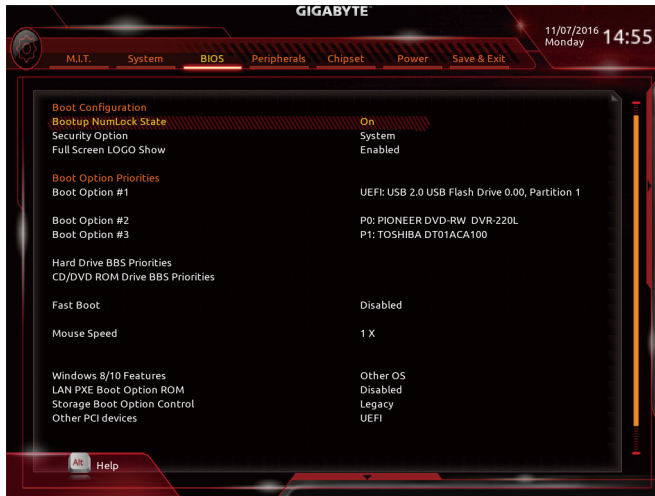 GIGABYTE™
11/07/2016 Monday 14:55
M.I.T. System BIOS Peripherals Chipset Power Save & Exit
Boot Configuration
Bootup NumLock State On
Security Option System
Full Screen LOGO Show Enabled
Boot Option Priorities
Boot Option #1 UEFI: USB 2.0 USB Flash Drive 0.00, Partition 1
Boot Option #2 P0: PIONEER DVD-RW DVR-220L
Boot Option #3 P1: TOSHIBA DT01ACA100
Hard Drive BBS Priorities
CD/DVD ROM Drive BBS Priorities
Fast Boot Disabled
Mouse Speed 1 X
Windows 8/10 Features Other OS
LAN PXE Boot Option ROM Disabled
Storage Boot Option Control Legacy
Other PCI devices UEFI
Alt Help